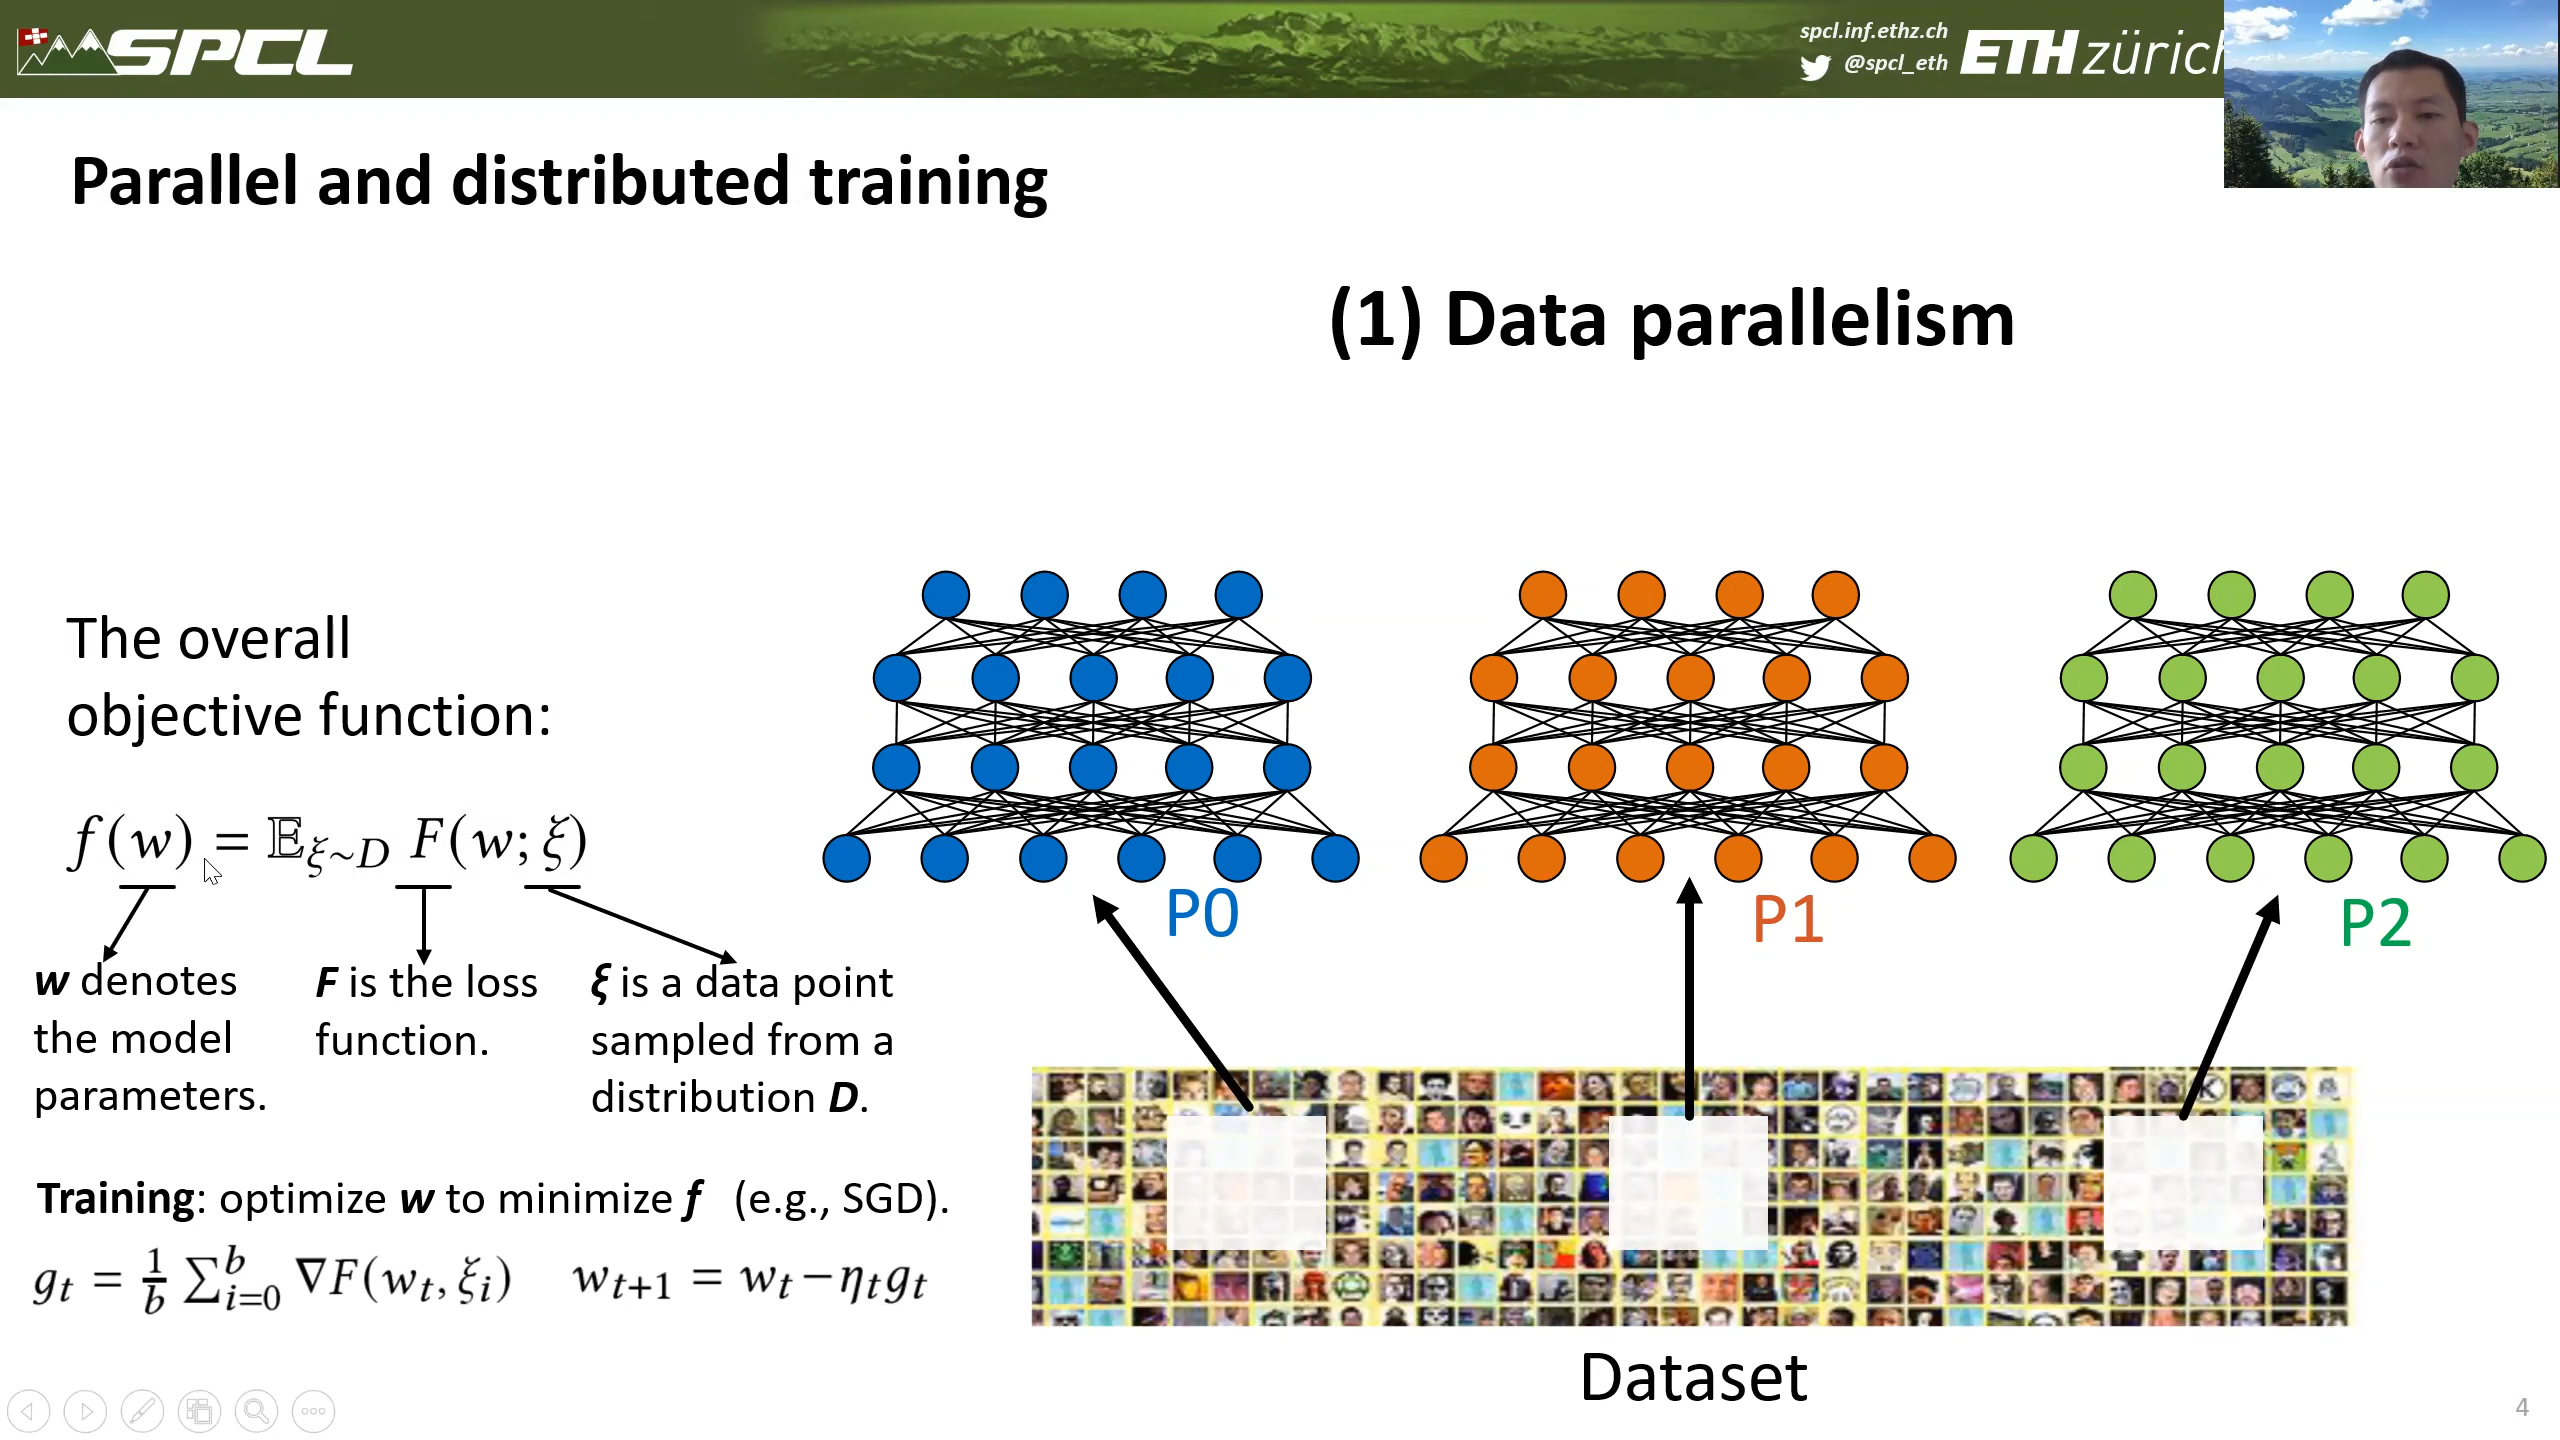 SPCL
spcl.inf.ethz.ch
@spcl_eth
ETH zürich
Parallel and distributed training
(1) Data parallelism
The overall
objective function:
f(w) = 𝔼_{ξ~D} F(w; ξ)
w denotes
the model
parameters.
F is the loss
function.
ξ is a data point
sampled from a
distribution D.
Training: optimize w to minimize f (e.g., SGD).
g_t = 1/b ∑_{i=0}^{b} ∇F(w_t, ξ_i)   w_{t+1} = w_t − η_t g_t
P0
P1
P2
Dataset
4